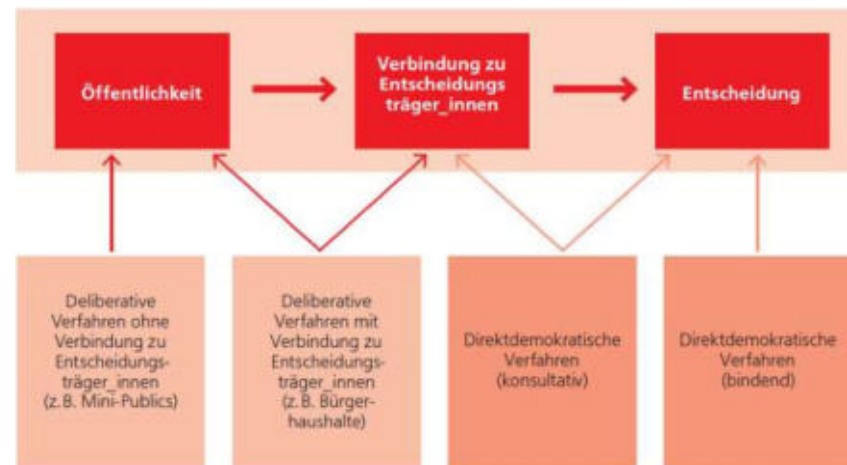 Öffentlichkeit
Verbindung zu
Entscheidungs
träger_innen
Entscheidung
Deliberative
Verfahren ohne
Verbindung zu
Entscheidungs-
träger_innen
(z. B. Mini-Publics)
Deliberative
Verfahren mit
Verbindung zu
Entscheidungs-
träger_innen
(z. B. Bürger-
haushalte)
Direktdemokratische
Verfahren
(konsultativ)
Direktdemokratische
Verfahren
(bindend)